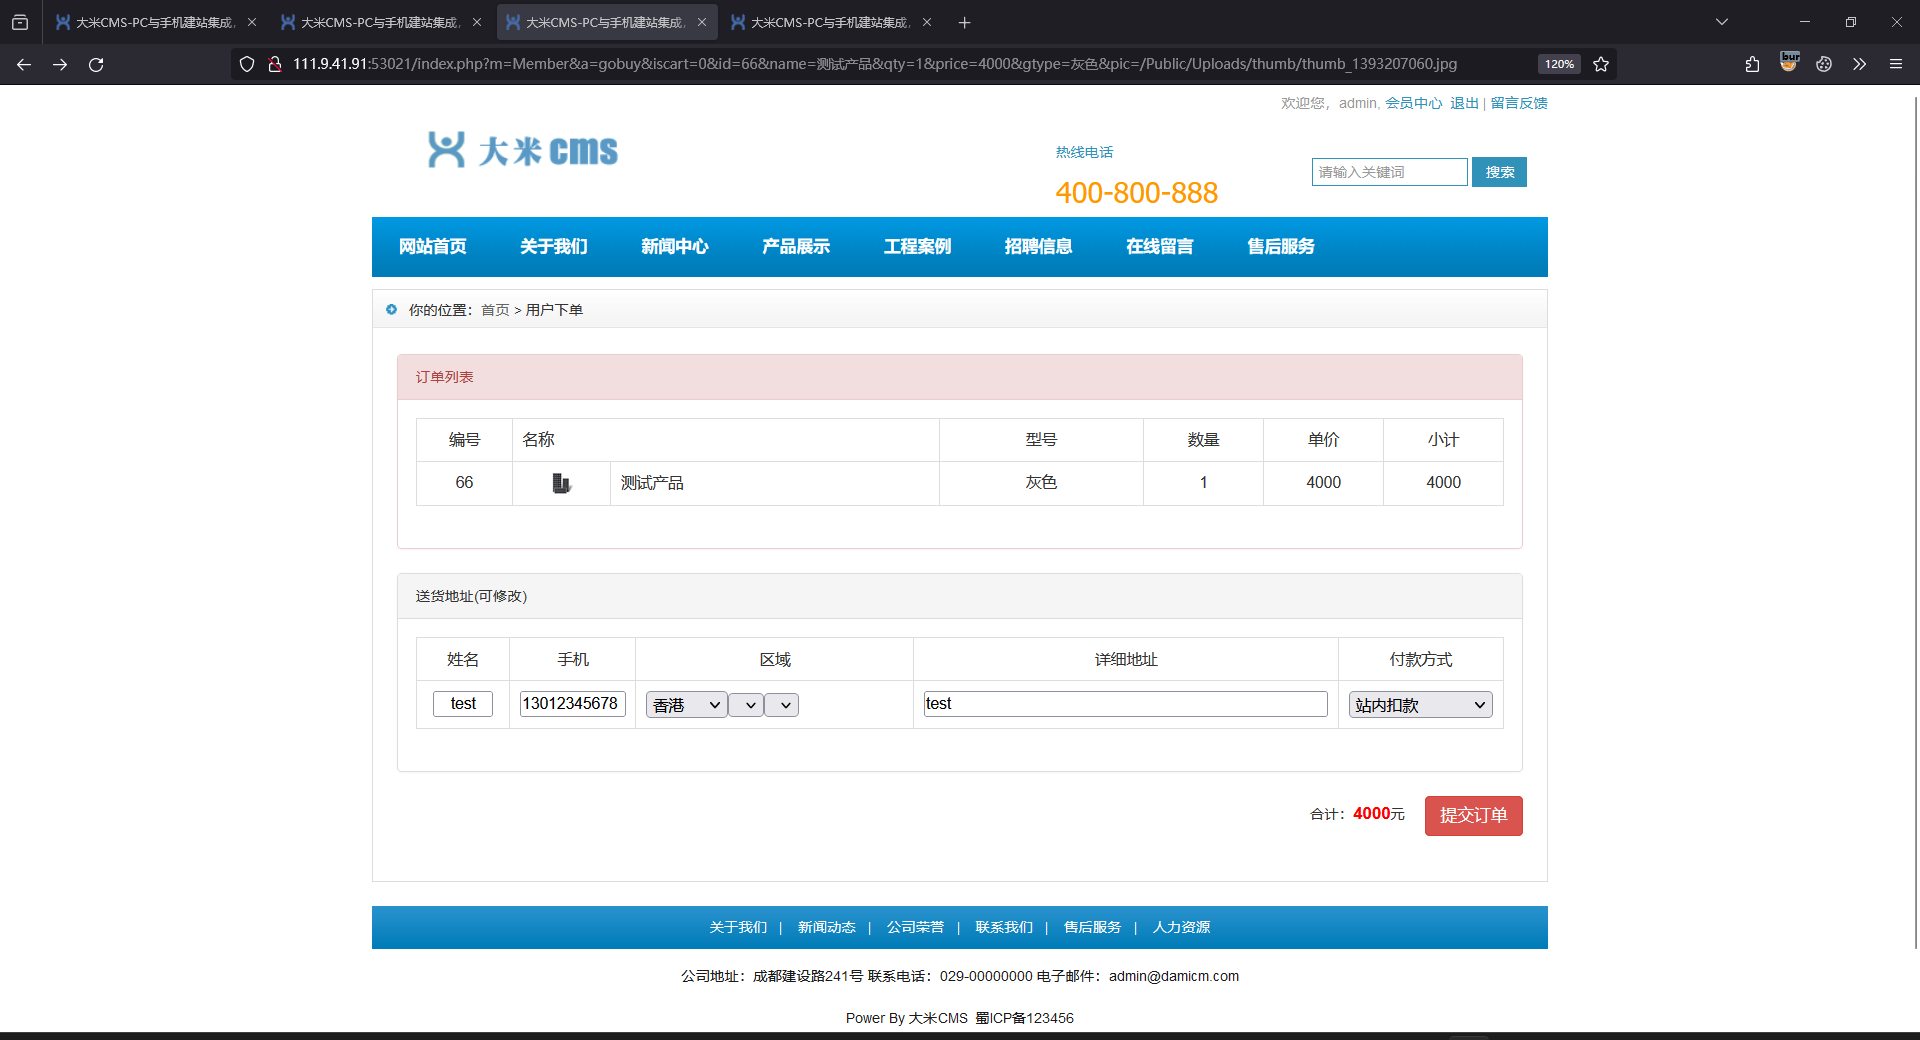 大米CMS-PC与手机建站集成, 大米CMS-PC与手机建站集成, 大米CMS-PC与手机建站集成, 大米CMS-PC与手机建站集成,
111.9.41.91:53021/index.php?m=Member&a=gobuy&iscart=0&id=66&name=测试产品&qty=1&price=4000&gtype=灰色&pic=/Public/Uploads/thumb/thumb_1393207060.jpg 120%
欢迎您，admin, 会员中心 退出 | 留言反馈
大米cms
热线电话
400-800-888
请输入关键词 搜索
网站首页 关于我们 新闻中心 产品展示 工程案例 招聘信息 在线留言 售后服务
你的位置：首页 > 用户下单
订单列表
编号 名称 型号 数量 单价 小计
66 测试产品 灰色 1 4000 4000
送货地址(可修改)
姓名 手机 区域 详细地址 付款方式
test 13012345678 香港 test 站内扣款
合计：4000元 提交订单
关于我们 | 新闻动态 | 公司荣誉 | 联系我们 | 售后服务 | 人力资源
公司地址：成都建设路241号 联系电话：029-00000000 电子邮件：admin@damicm.com
Power By 大米CMS 蜀ICP备123456